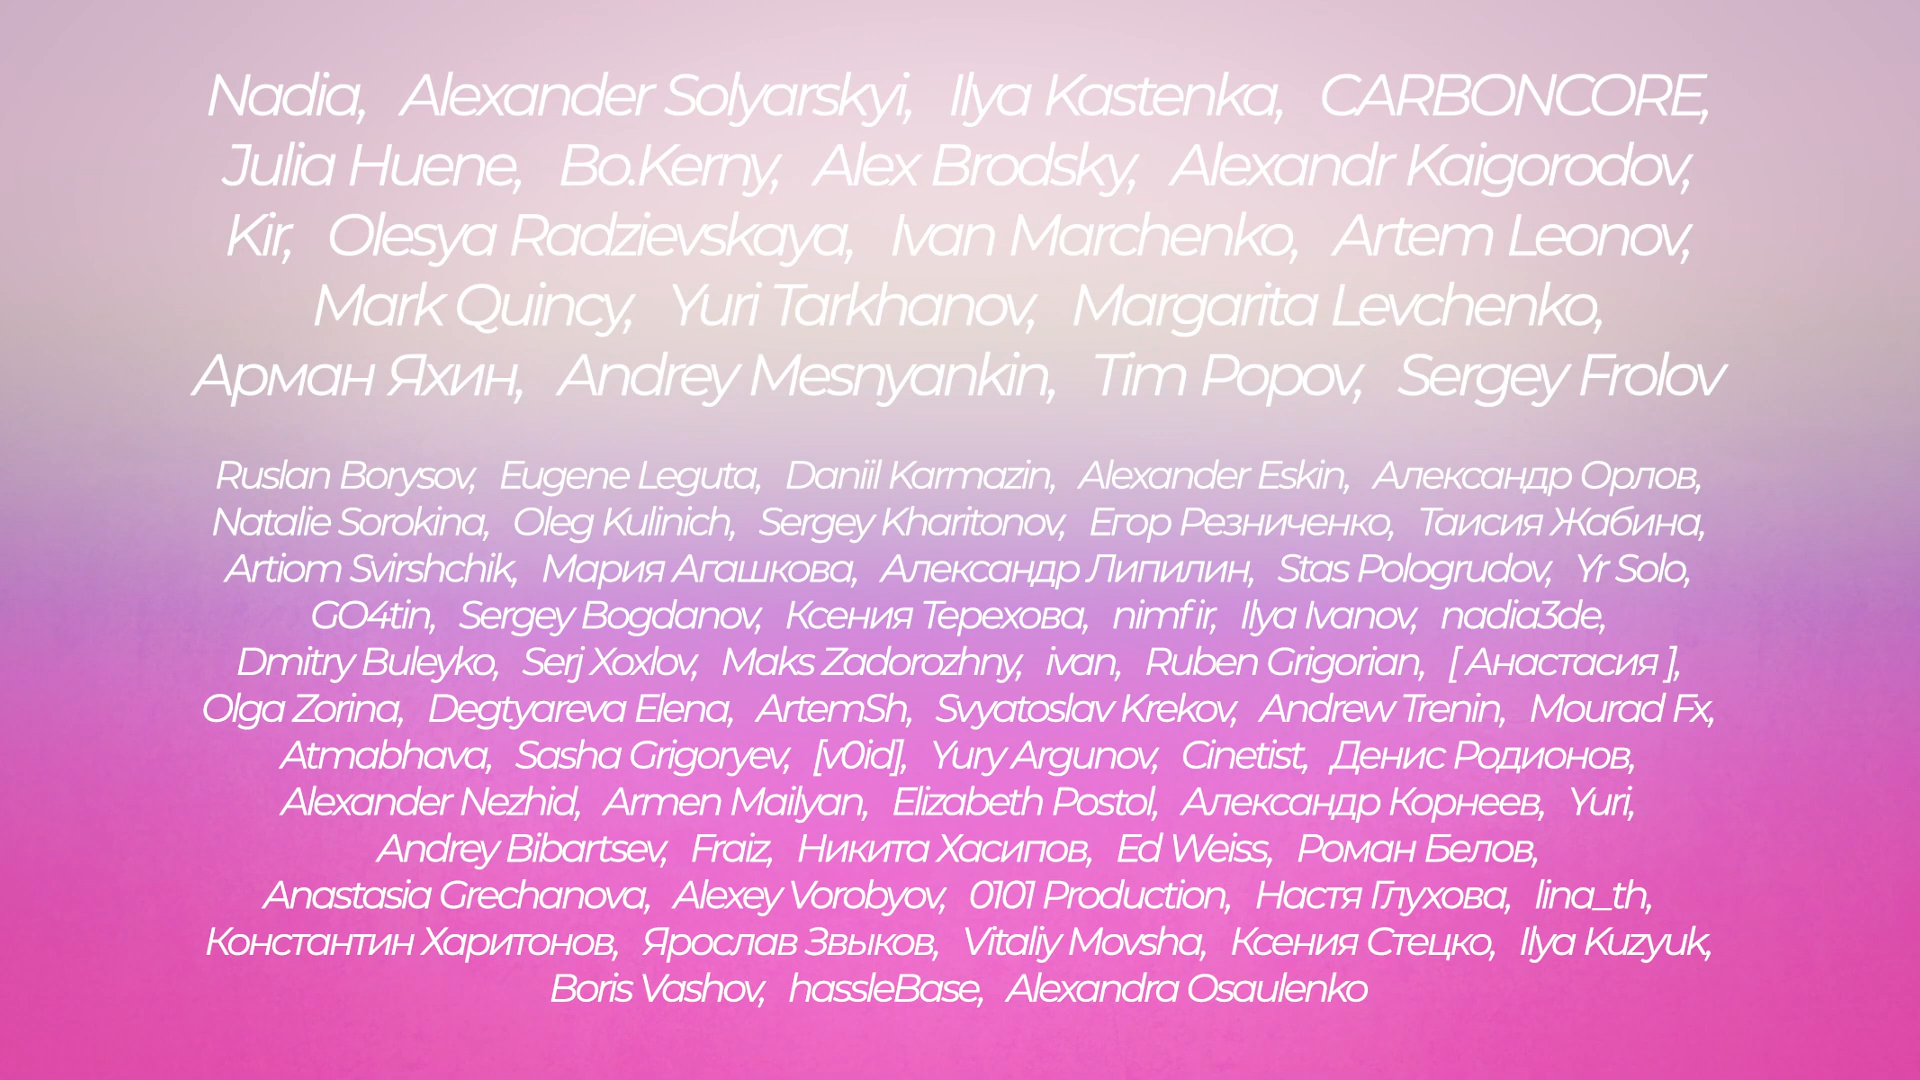 Nadia, Alexander Solyarskyi, Ilya Kastenka, CARBONCORE,
Julia Huene, Bo.Kerny, Alex Brodsky, Alexandr Kaigorodov,
Kir, Olesya Radzievskaya, Ivan Marchenko, Artem Leonov,
Mark Quincy, Yuri Tarkhanov, Margarita Levchenko,
Арман Яхин, Andrey Mesnyankin, Tim Popov, Sergey Frolov
Ruslan Borysov, Eugene Leguta, Daniil Karmazin, Alexander Eskin, Александр Орлов,
Natalie Sorokina, Oleg Kulinich, Sergey Kharitonov, Егор Резниченко, Таисия Жабина,
Artiom Svirshchik, Мария Агашкова, Александр Липилин, Stas Pologrudov, Yr Solo,
GO4tin, Sergey Bogdanov, Ксения Терехова, nimfir, Ilya Ivanov, nadia3de,
Dmitry Buleyko, Serj Xoxlov, Maks Zadorozhny, ivan, Ruben Grigorian, [ Анастасия ],
Olga Zorina, Degtyareva Elena, ArtemSh, Svyatoslav Krekov, Andrew Trenin, Mourad Fx,
Atmabhava, Sasha Grigoryev, [v0id], Yury Argunov, Cinetist, Денис Родионов,
Alexander Nezhid, Armen Mailyan, Elizabeth Postol, Александр Корнеев, Yuri,
Andrey Bibartsev, Fraiz, Никита Хасипов, Ed Weiss, Роман Белов,
Anastasia Grechanova, Alexey Vorobyov, 0101 Production, Настя Глухова, lina_th,
Константин Харитонов, Ярослав Звыков, Vitaliy Movsha, Ксения Стецко, Ilya Kuzyuk,
Boris Vashov, hassleBase, Alexandra Osaulenko